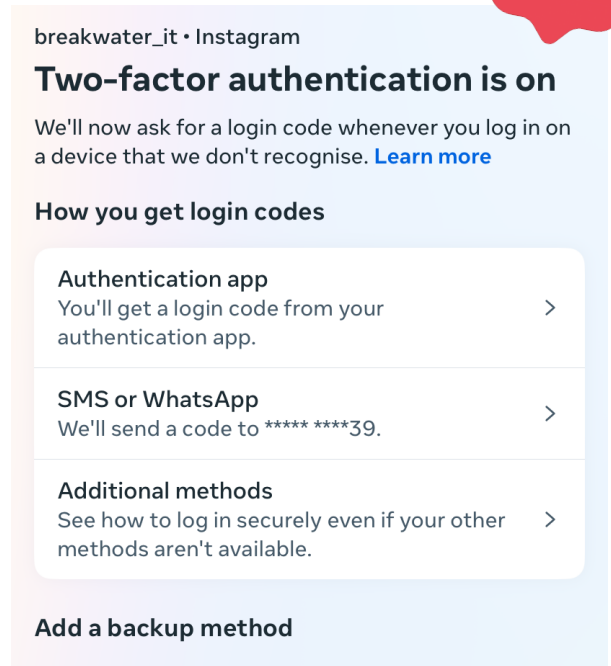 breakwater_it • Instagram
Two-factor authentication is on
We'll now ask for a login code whenever you log in on
a device that we don't recognise. Learn more
How you get login codes
Authentication app
You'll get a login code from your
authentication app.
SMS or WhatsApp
We'll send a code to ***** ****39.
Additional methods
See how to log in securely even if your other
methods aren't available.
Add a backup method